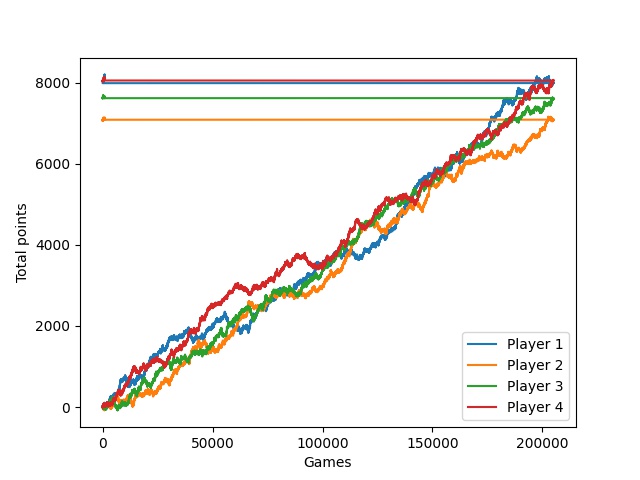 8000
6000
4000
2000
0
Total points
0
50000
100000
150000
200000
Games
Player 1
Player 2
Player 3
Player 4